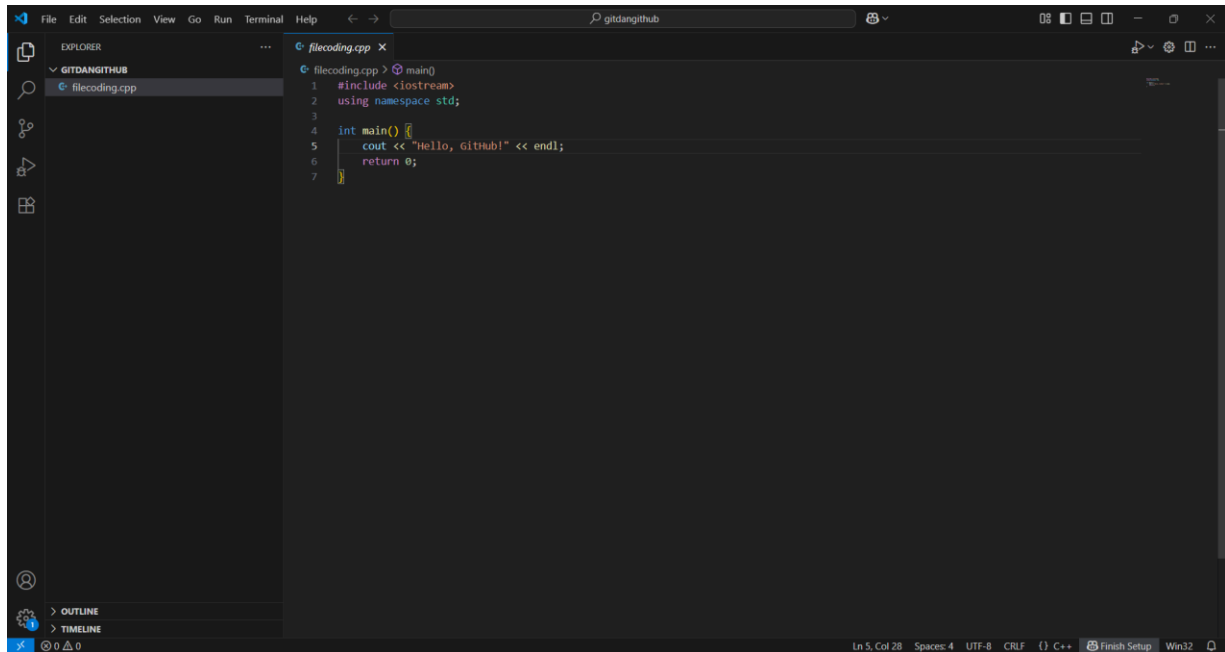 File Edit Selection View Go Run Terminal Help gitdangithub
EXPLORER
GITDANGITHUB
filecoding.cpp
filecoding.cpp
filecoding.cpp > main()
1 #include <iostream>
2 using namespace std;
3
4 int main() {
5 cout << "Hello, GitHub!" << endl;
6 return 0;
7 }
1
OUTLINE
TIMELINE
0 0 Ln 5, Col 28 Spaces: 4 UTF-8 CRLF {} C++ Finish Setup Win32